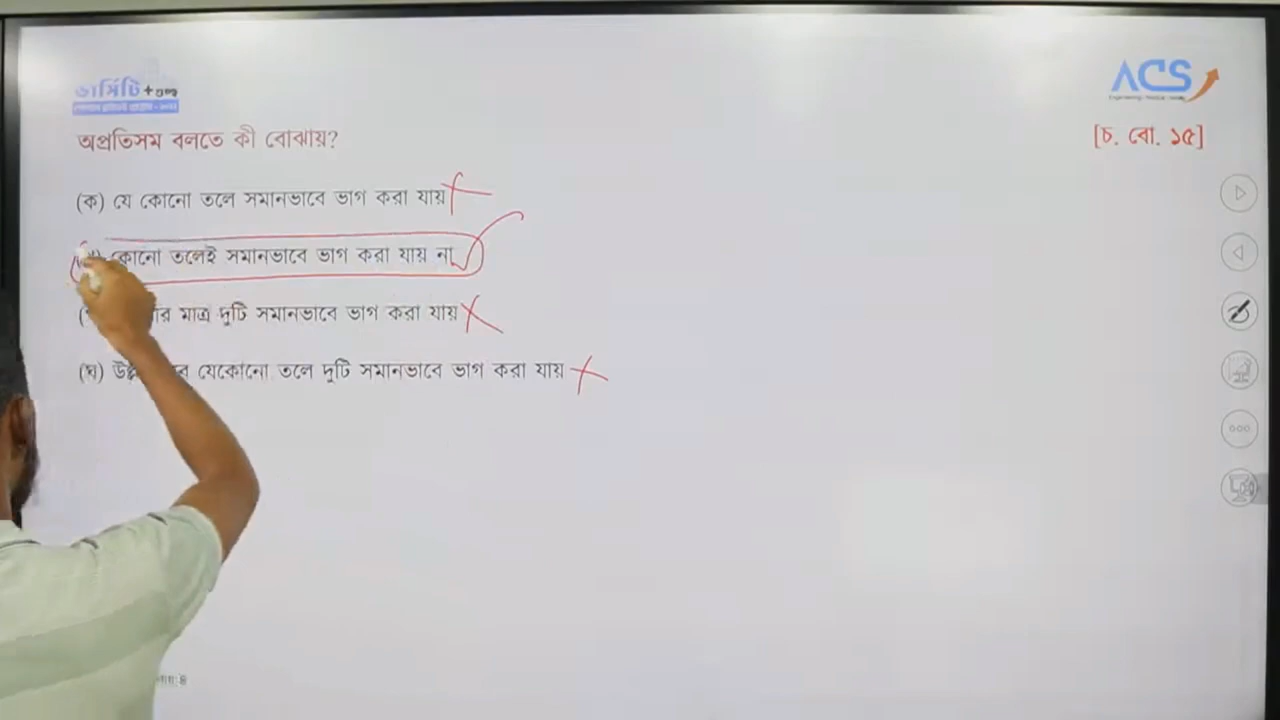 ভার্সিটি +
ACS
অপ্রতিসম বলতে কী বোঝায়?
[চ. বো. ১৫]
(ক) যে কোনো তলে সমানভাবে ভাগ করা যায়
কোনো তলেই সমানভাবে ভাগ করা যায় না
মাত্র দুটি সমানভাবে ভাগ করা যায়
(ঘ) যেকোনো তলে দুটি সমানভাবে ভাগ করা যায়